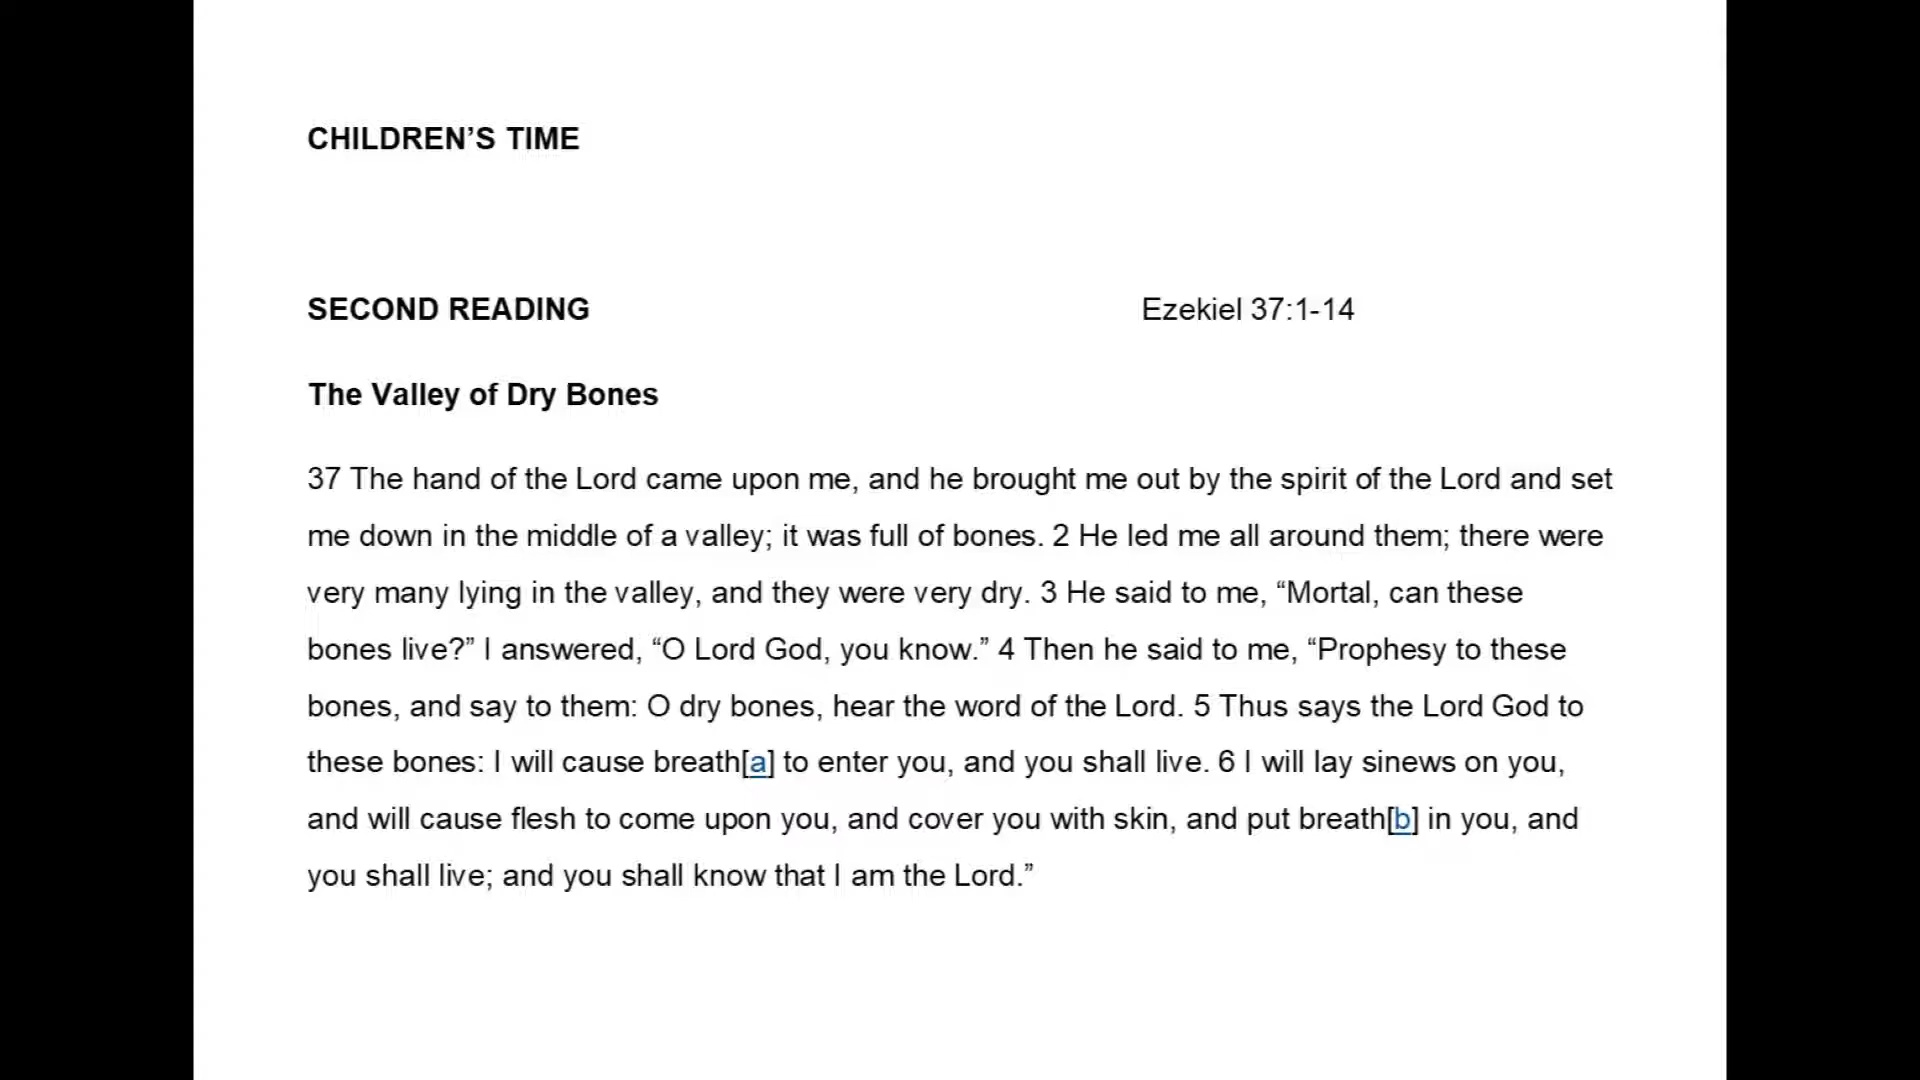 CHILDREN’S TIME
SECOND READING Ezekiel 37:1-14
The Valley of Dry Bones
37 The hand of the Lord came upon me, and he brought me out by the spirit of the Lord and set
me down in the middle of a valley; it was full of bones. 2 He led me all around them; there were
very many lying in the valley, and they were very dry. 3 He said to me, “Mortal, can these
bones live?” I answered, “O Lord God, you know.” 4 Then he said to me, “Prophesy to these
bones, and say to them: O dry bones, hear the word of the Lord. 5 Thus says the Lord God to
these bones: I will cause breath[a] to enter you, and you shall live. 6 I will lay sinews on you,
and will cause flesh to come upon you, and cover you with skin, and put breath[b] in you, and
you shall live; and you shall know that I am the Lord.”